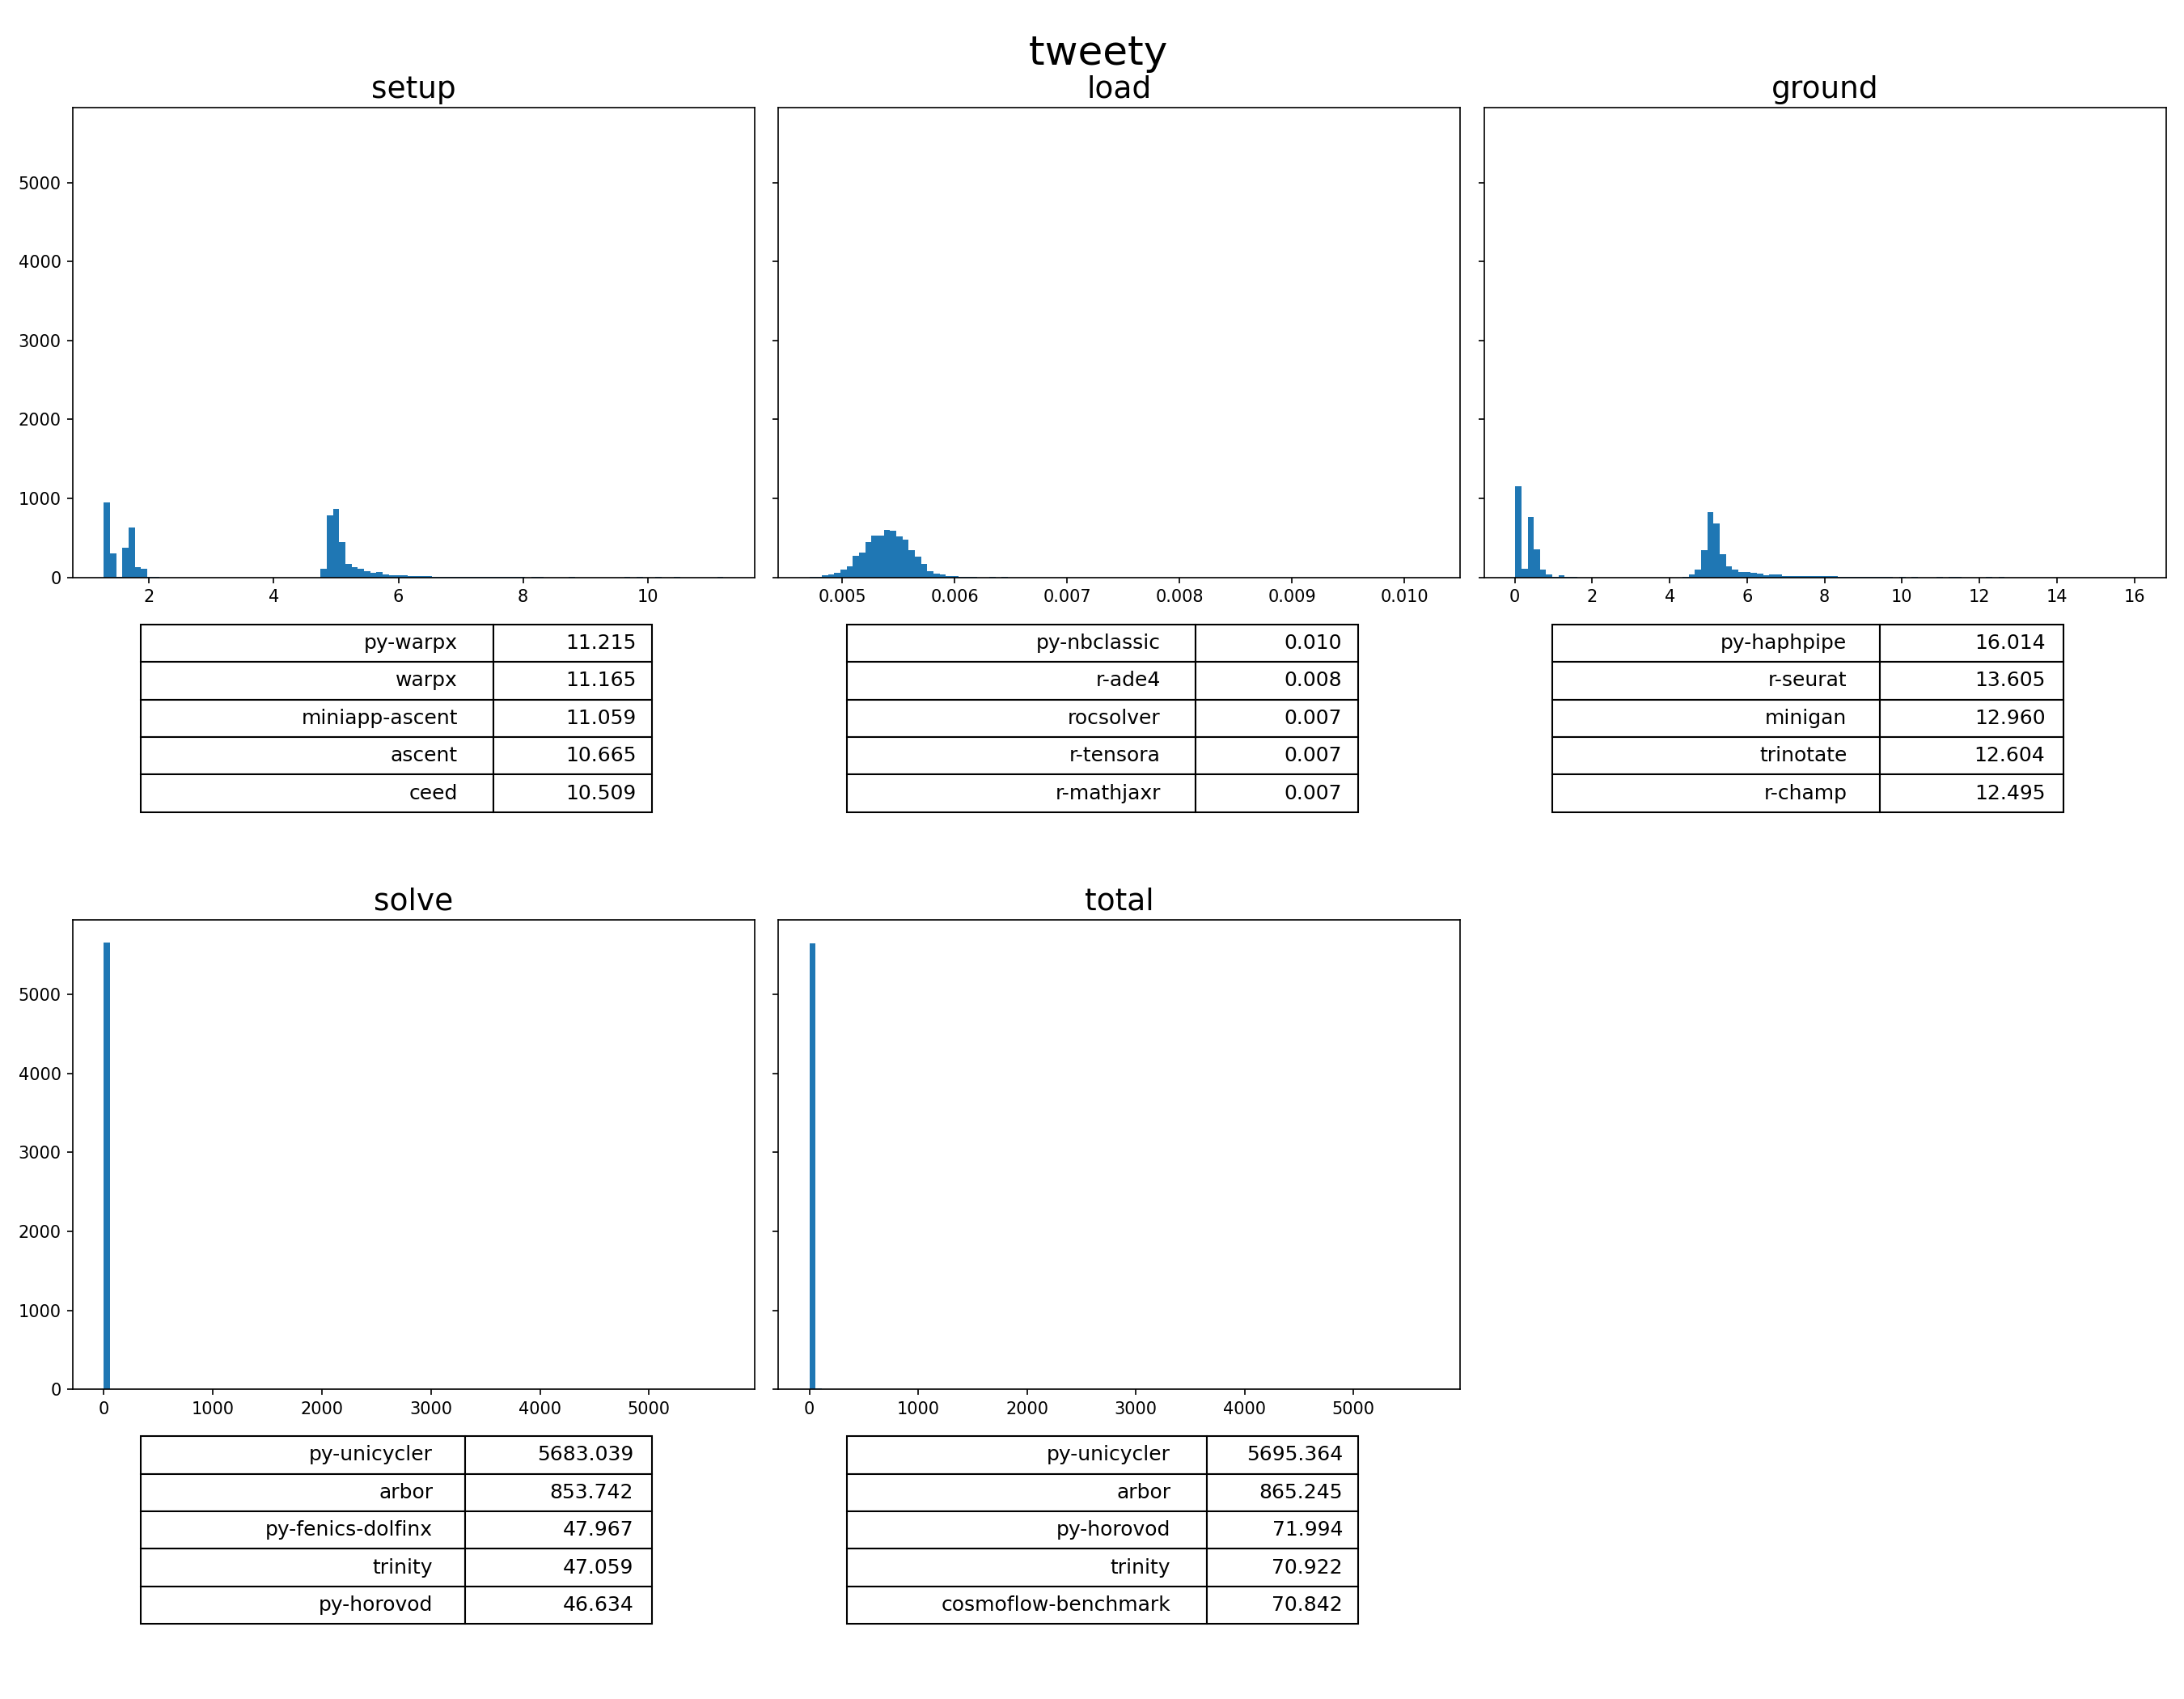 tweety
setup
load
ground
5000
4000
3000
2000
1000
0
2 4 6 8 10
0.005 0.006 0.007 0.008 0.009 0.010
0 2 4 6 8 10 12 14 16
py-warpx 11.215
warpx 11.165
miniapp-ascent 11.059
ascent 10.665
ceed 10.509
py-nbclassic 0.010
r-ade4 0.008
rocsolver 0.007
r-tensora 0.007
r-mathjaxr 0.007
py-haphpipe 16.014
r-seurat 13.605
minigan 12.960
trinotate 12.604
r-champ 12.495
solve
total
5000
4000
3000
2000
1000
0
0 1000 2000 3000 4000 5000
0 1000 2000 3000 4000 5000
py-unicycler 5683.039
arbor 853.742
py-fenics-dolfinx 47.967
trinity 47.059
py-horovod 46.634
py-unicycler 5695.364
arbor 865.245
py-horovod 71.994
trinity 70.922
cosmoflow-benchmark 70.842